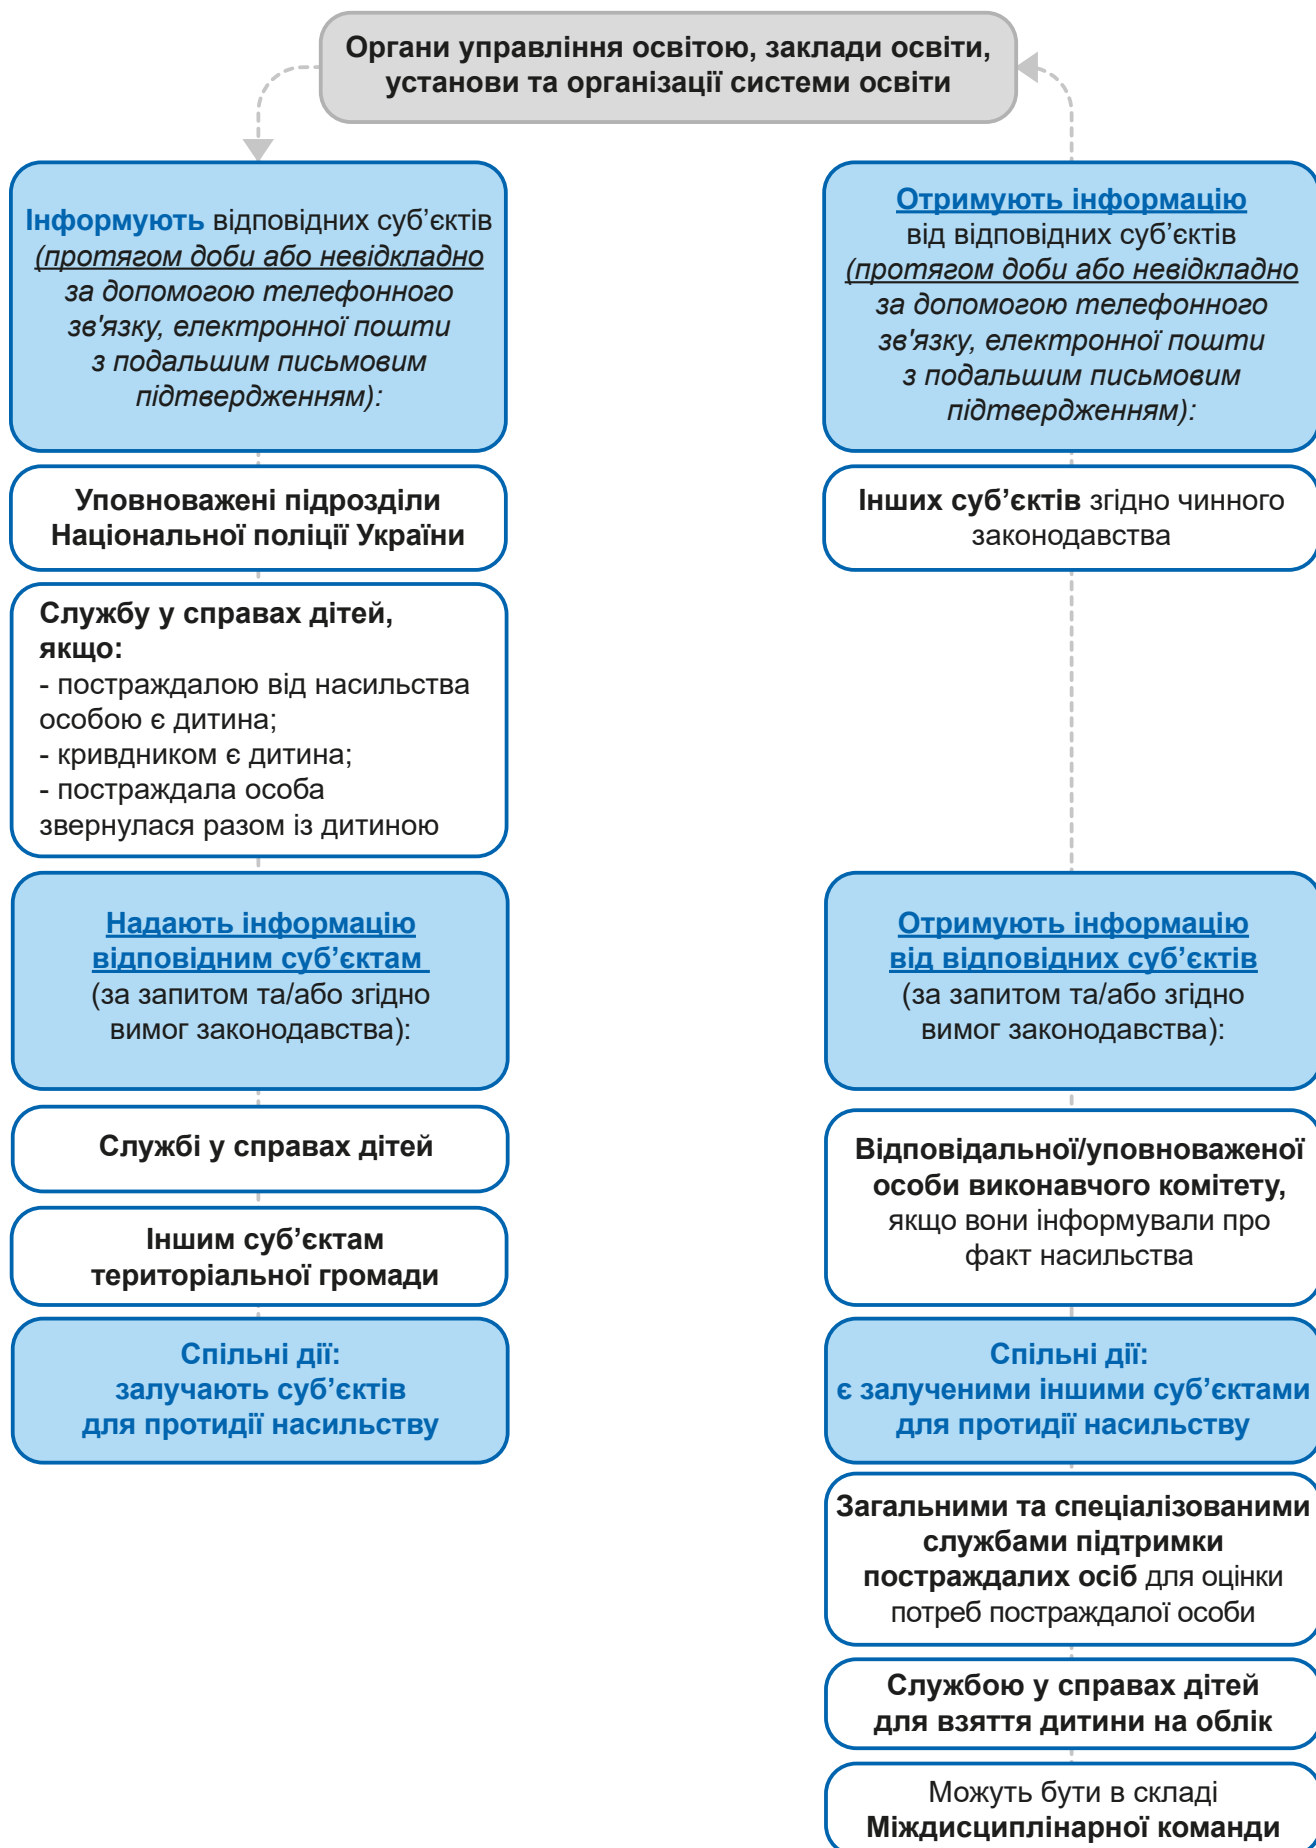 Органи управління освітою, заклади освіти,
установи та організації системи освіти
Інформують відповідних суб’єктів
(протягом доби або невідкладно
за допомогою телефонного
зв'язку, електронної пошти
з подальшим письмовим
підтвердженням):
Уповноважені підрозділи
Національної поліції України
Службу у справах дітей,
якщо:
- постраждалою від насильства
особою є дитина;
- кривдником є дитина;
- постраждала особа
звернулася разом із дитиною
Надають інформацію
відповідним суб’єктам
(за запитом та/або згідно
вимог законодавства):
Службі у справах дітей
Іншим суб’єктам
територіальної громади
Спільні дії:
залучають суб’єктів
для протидії насильству
Отримують інформацію
від відповідних суб’єктів
(протягом доби або невідкладно
за допомогою телефонного
зв'язку, електронної пошти
з подальшим письмовим
підтвердженням):
Інших суб’єктів згідно чинного
законодавства
Отримують інформацію
від відповідних суб’єктів
(за запитом та/або згідно
вимог законодавства):
Відповідальної/уповноваженої
особи виконавчого комітету,
якщо вони інформували про
факт насильства
Спільні дії:
є залученими іншими суб’єктами
для протидії насильству
Загальними та спеціалізованими
службами підтримки
постраждалих осіб для оцінки
потреб постраждалої особи
Службою у справах дітей
для взяття дитини на облік
Можуть бути в складі
Міждисциплінарної команди